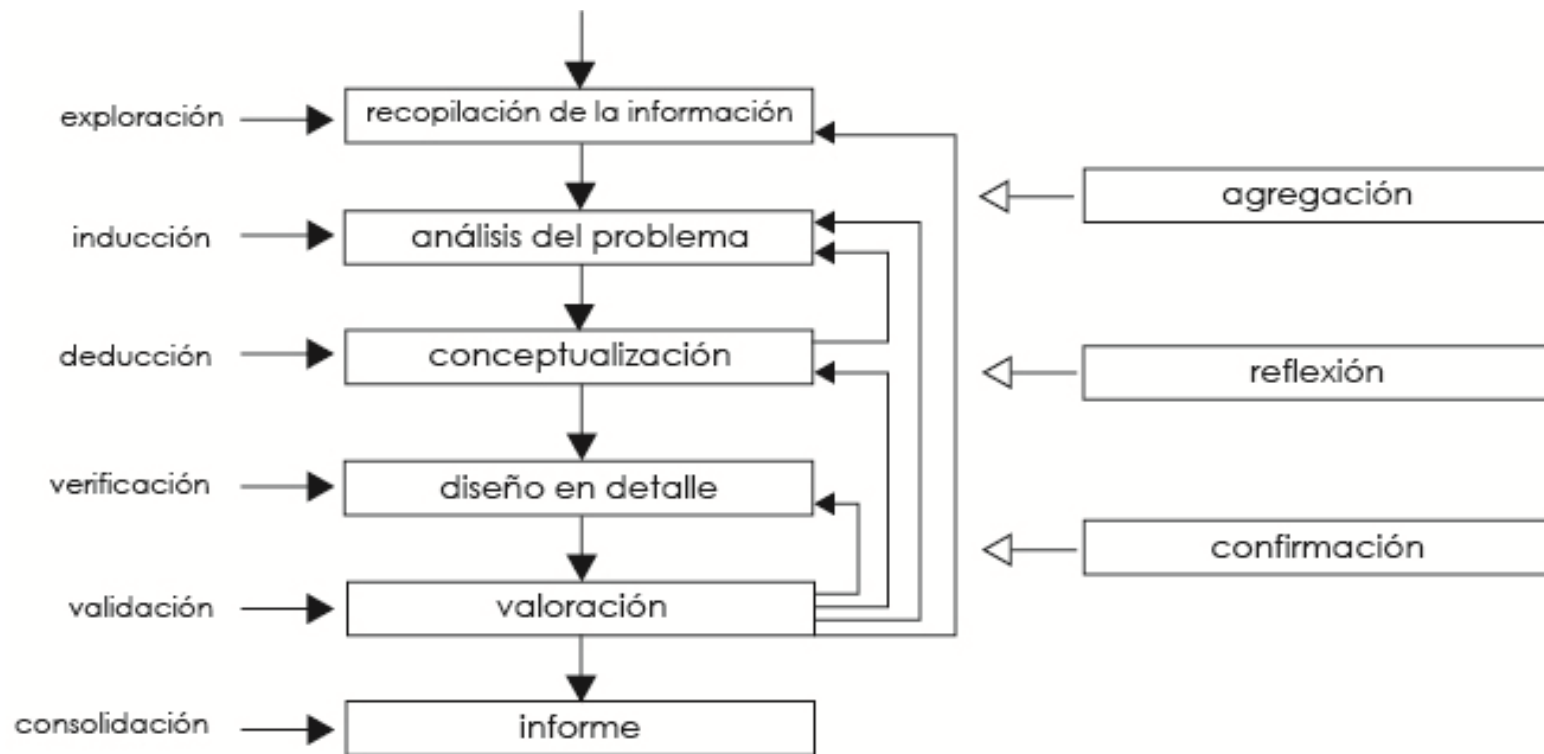 exploración
recopilación de la información
agregación
inducción
análisis del problema
deducción
conceptualización
reflexión
verificación
diseño en detalle
confirmación
validación
valoración
consolidación
informe